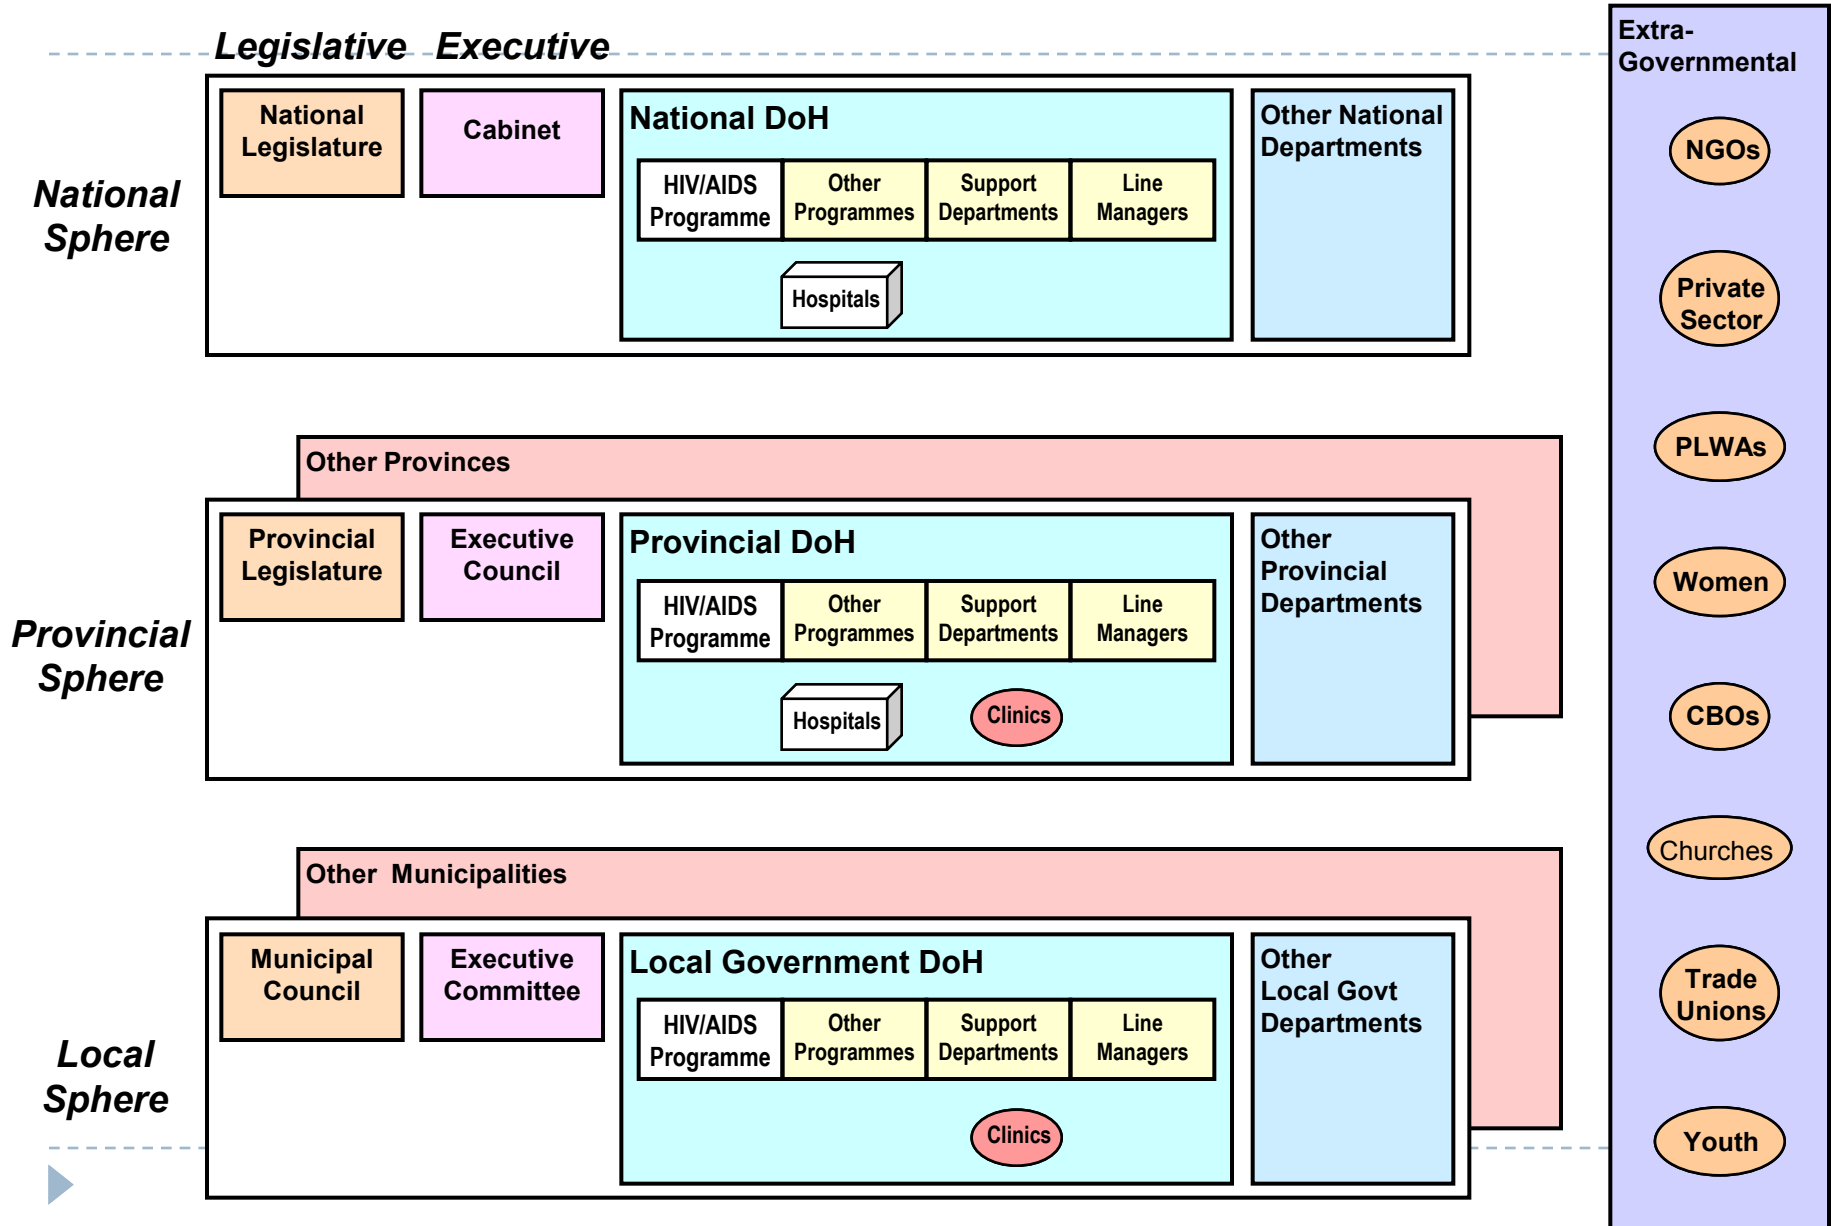 Legislative Executive
National
Sphere
National
Legislature
Cabinet
National DoH
HIV/AIDS
Programme
Other
Programmes
Support
Departments
Line
Managers
Hospitals
Other National
Departments
Other Provinces
Provincial
Sphere
Provincial
Legislature
Executive
Council
Provincial DoH
HIV/AIDS
Programme
Other
Programmes
Support
Departments
Line
Managers
Hospitals
Clinics
Other
Provincial
Departments
Other Municipalities
Local
Sphere
Municipal
Council
Executive
Committee
Local Government DoH
HIV/AIDS
Programme
Other
Programmes
Support
Departments
Line
Managers
Clinics
Other
Local Govt
Departments
Extra-
Governmental
NGOs
Private
Sector
PLWAs
Women
CBOs
Churches
Trade
Unions
Youth